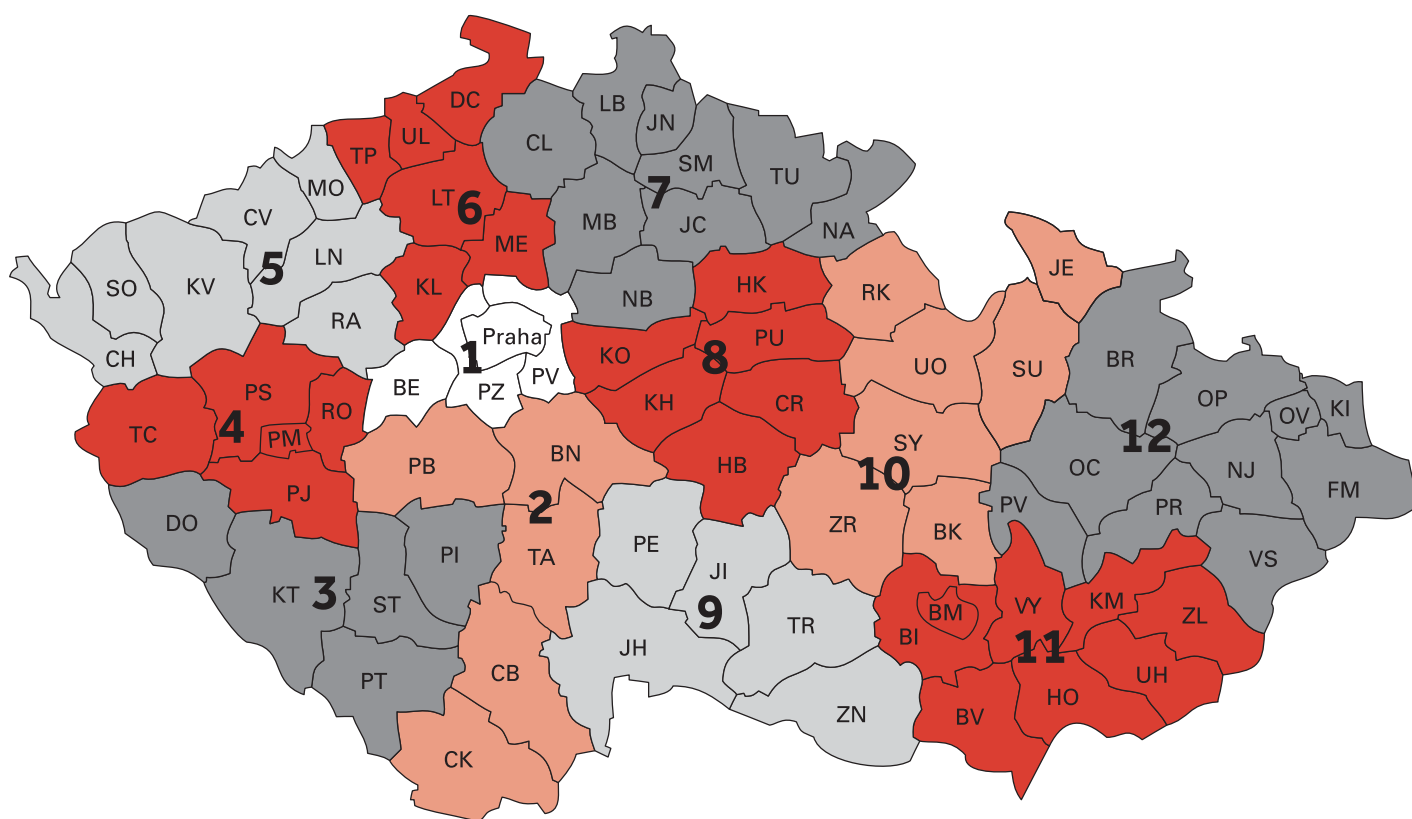 DC
LB
JN
UL
CL
TP
SM
TU
MO
LT
6
7
CV
MB
JC
NA
ME
LN
5
JE
SO
KV
KL
HK
RK
NB
RA
Praha
PU
1
KO
8
CH
BR
UO
SU
BE
PZ
PV
PS
KH
CR
OP
KI
OV
TC
4
RO
PM
SY
12
PB
BN
HB
10
OC
NJ
PJ
FM
2
PV
PR
DO
ZR
BK
PI
TA
PE
VS
JI
KT
3
ST
9
BM
VY
KM
ZL
TR
BI
JH
11
PT
CB
UH
HO
ZN
BV
CK